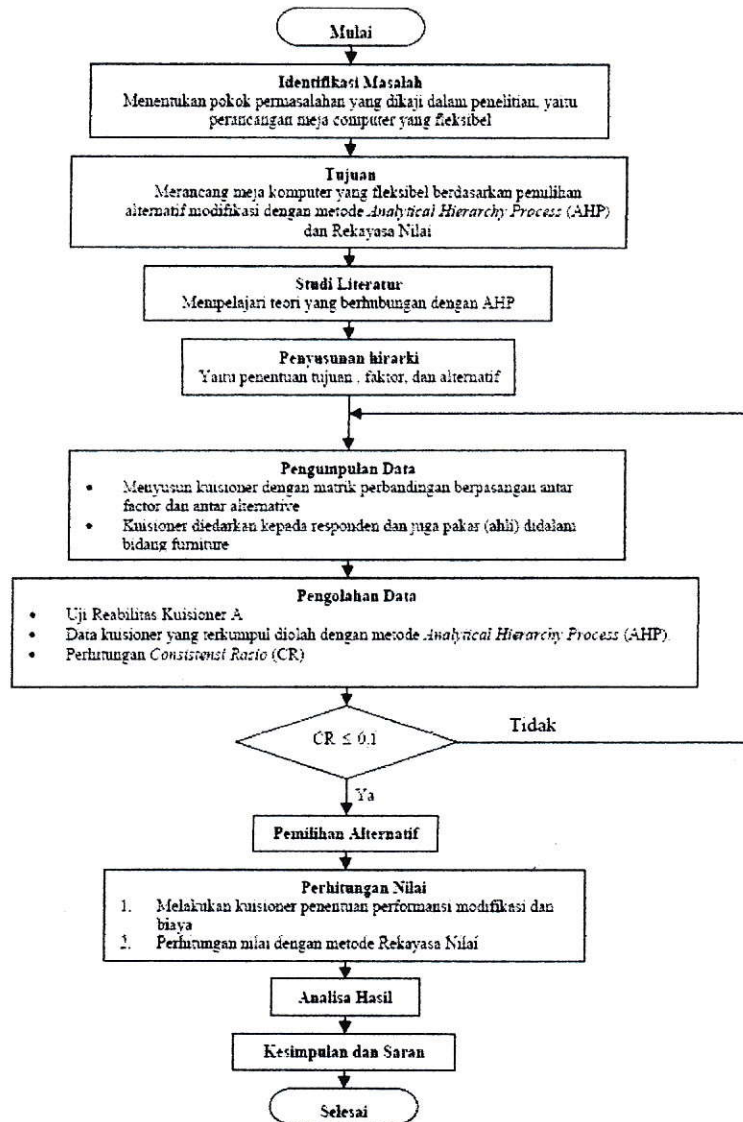 Mulai
Identifikasi Masalah
Menentukan pokok permasalahan yang dikaji dalam penelitian, yaitu
perancangan meja computer yang fleksibel
Tujuan
Merancang meja komputer yang fleksibel berdasarkan penulihan
alternatif modifikasi dengan metode Analytical Hierarchy Process (AHP)
dan Rekayasa Nilai
Studi Literatur
Mempelajari teori yang berhubungan dengan AHP
Penyusunan hirarki
Yaitu penentuan tujuan , faktor, dan alternatif
Pengumpulan Data
• Menyusun kuisioner dengan matrik perbandingan berpasangan antar
factor dan antar alternative
• Kuisioner diedarkan kepada responden dan juga pakar (ahli) didalam
bidang furniture
Pengolahan Data
• Uji Reabilitas Kuisioner A
• Data kuisioner yang terkumpul diolah dengan metode Analytical Hierarchy Process (AHP).
• Perhitungan Consistensi Rasio (CR)
CR ≤ 0,1
Tidak
Ya
Pemilihan Alternatif
Perhitungan Nilai
1. Melakukan kuisioner penentuan performansi modifikasi dan
biaya
2. Perhitungan nilai dengan metode Rekayasa Nilai
Analisa Hasil
Kesimpulan dan Saran
Selesai